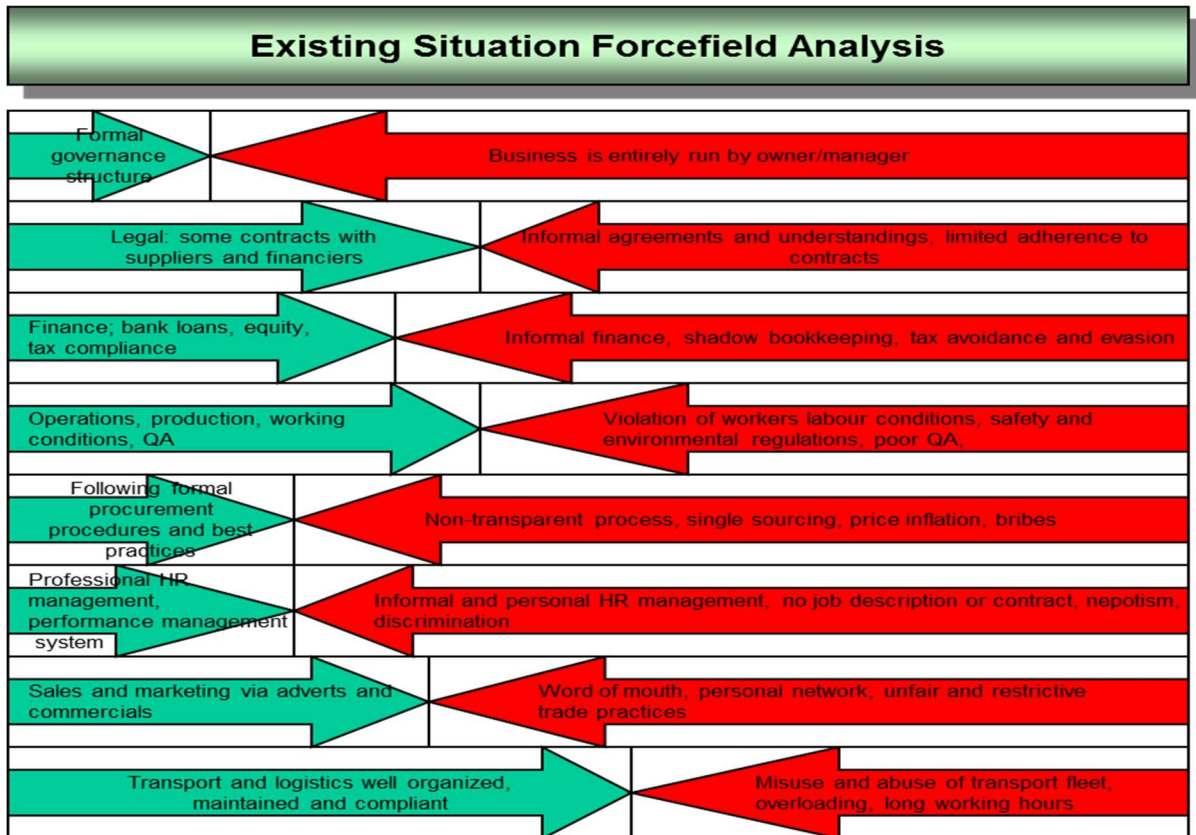 Existing Situation Forcefield Analysis
Formal
governance
structure
Business is entirely run by owner/manager
Legal: some contracts with
suppliers and financiers
Informal agreements and understandings, limited adherence to
contracts
Finance; bank loans, equity,
tax compliance
Informal finance, shadow bookkeeping, tax avoidance and evasion
Operations, production, working
conditions, QA
Violation of workers labour conditions, safety and
environmental regulations, poor QA,
Following formal
procurement
procedures and best
practices
Non-transparent process, single sourcing, price inflation, bribes
Professional HR
management,
performance management
system
Informal and personal HR management, no job description or contract, nepotism,
discrimination
Sales and marketing via adverts and
commercials
Word of mouth, personal network, unfair and restrictive
trade practices
Transport and logistics well organized,
maintained and compliant
Misuse and abuse of transport fleet,
overloading, long working hours